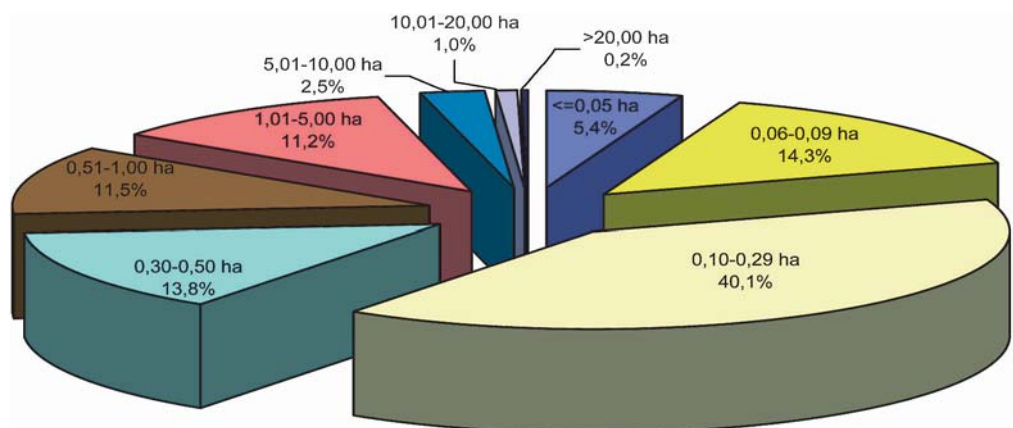 10,01-20,00 ha
1,0%
>20,00 ha
0,2%
5,01-10,00 ha
2,5%
<=0,05 ha
5,4%
1,01-5,00 ha
11,2%
0,06-0,09 ha
14,3%
0,51-1,00 ha
11,5%
0,30-0,50 ha
13,8%
0,10-0,29 ha
40,1%